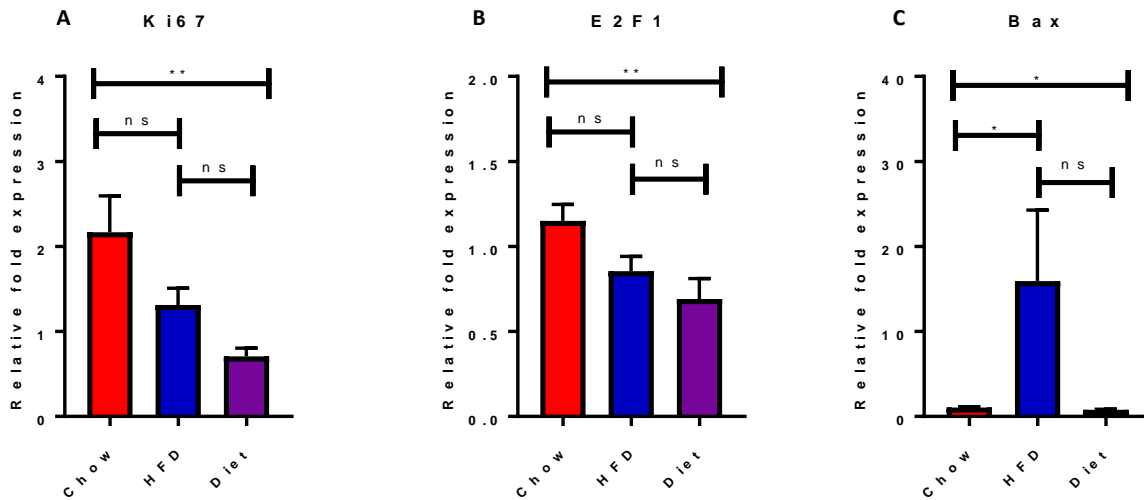 A
Ki67
Relative fold expression
4
3
2
1
0
**
ns
ns
Chow
HFD
Diet
B
E2F1
Relative fold expression
2.0
1.5
1.0
0.5
0.0
**
ns
ns
Chow
HFD
Diet
C
Bax
Relative fold expression
40
30
20
10
0
*
*
ns
Chow
HFD
Diet